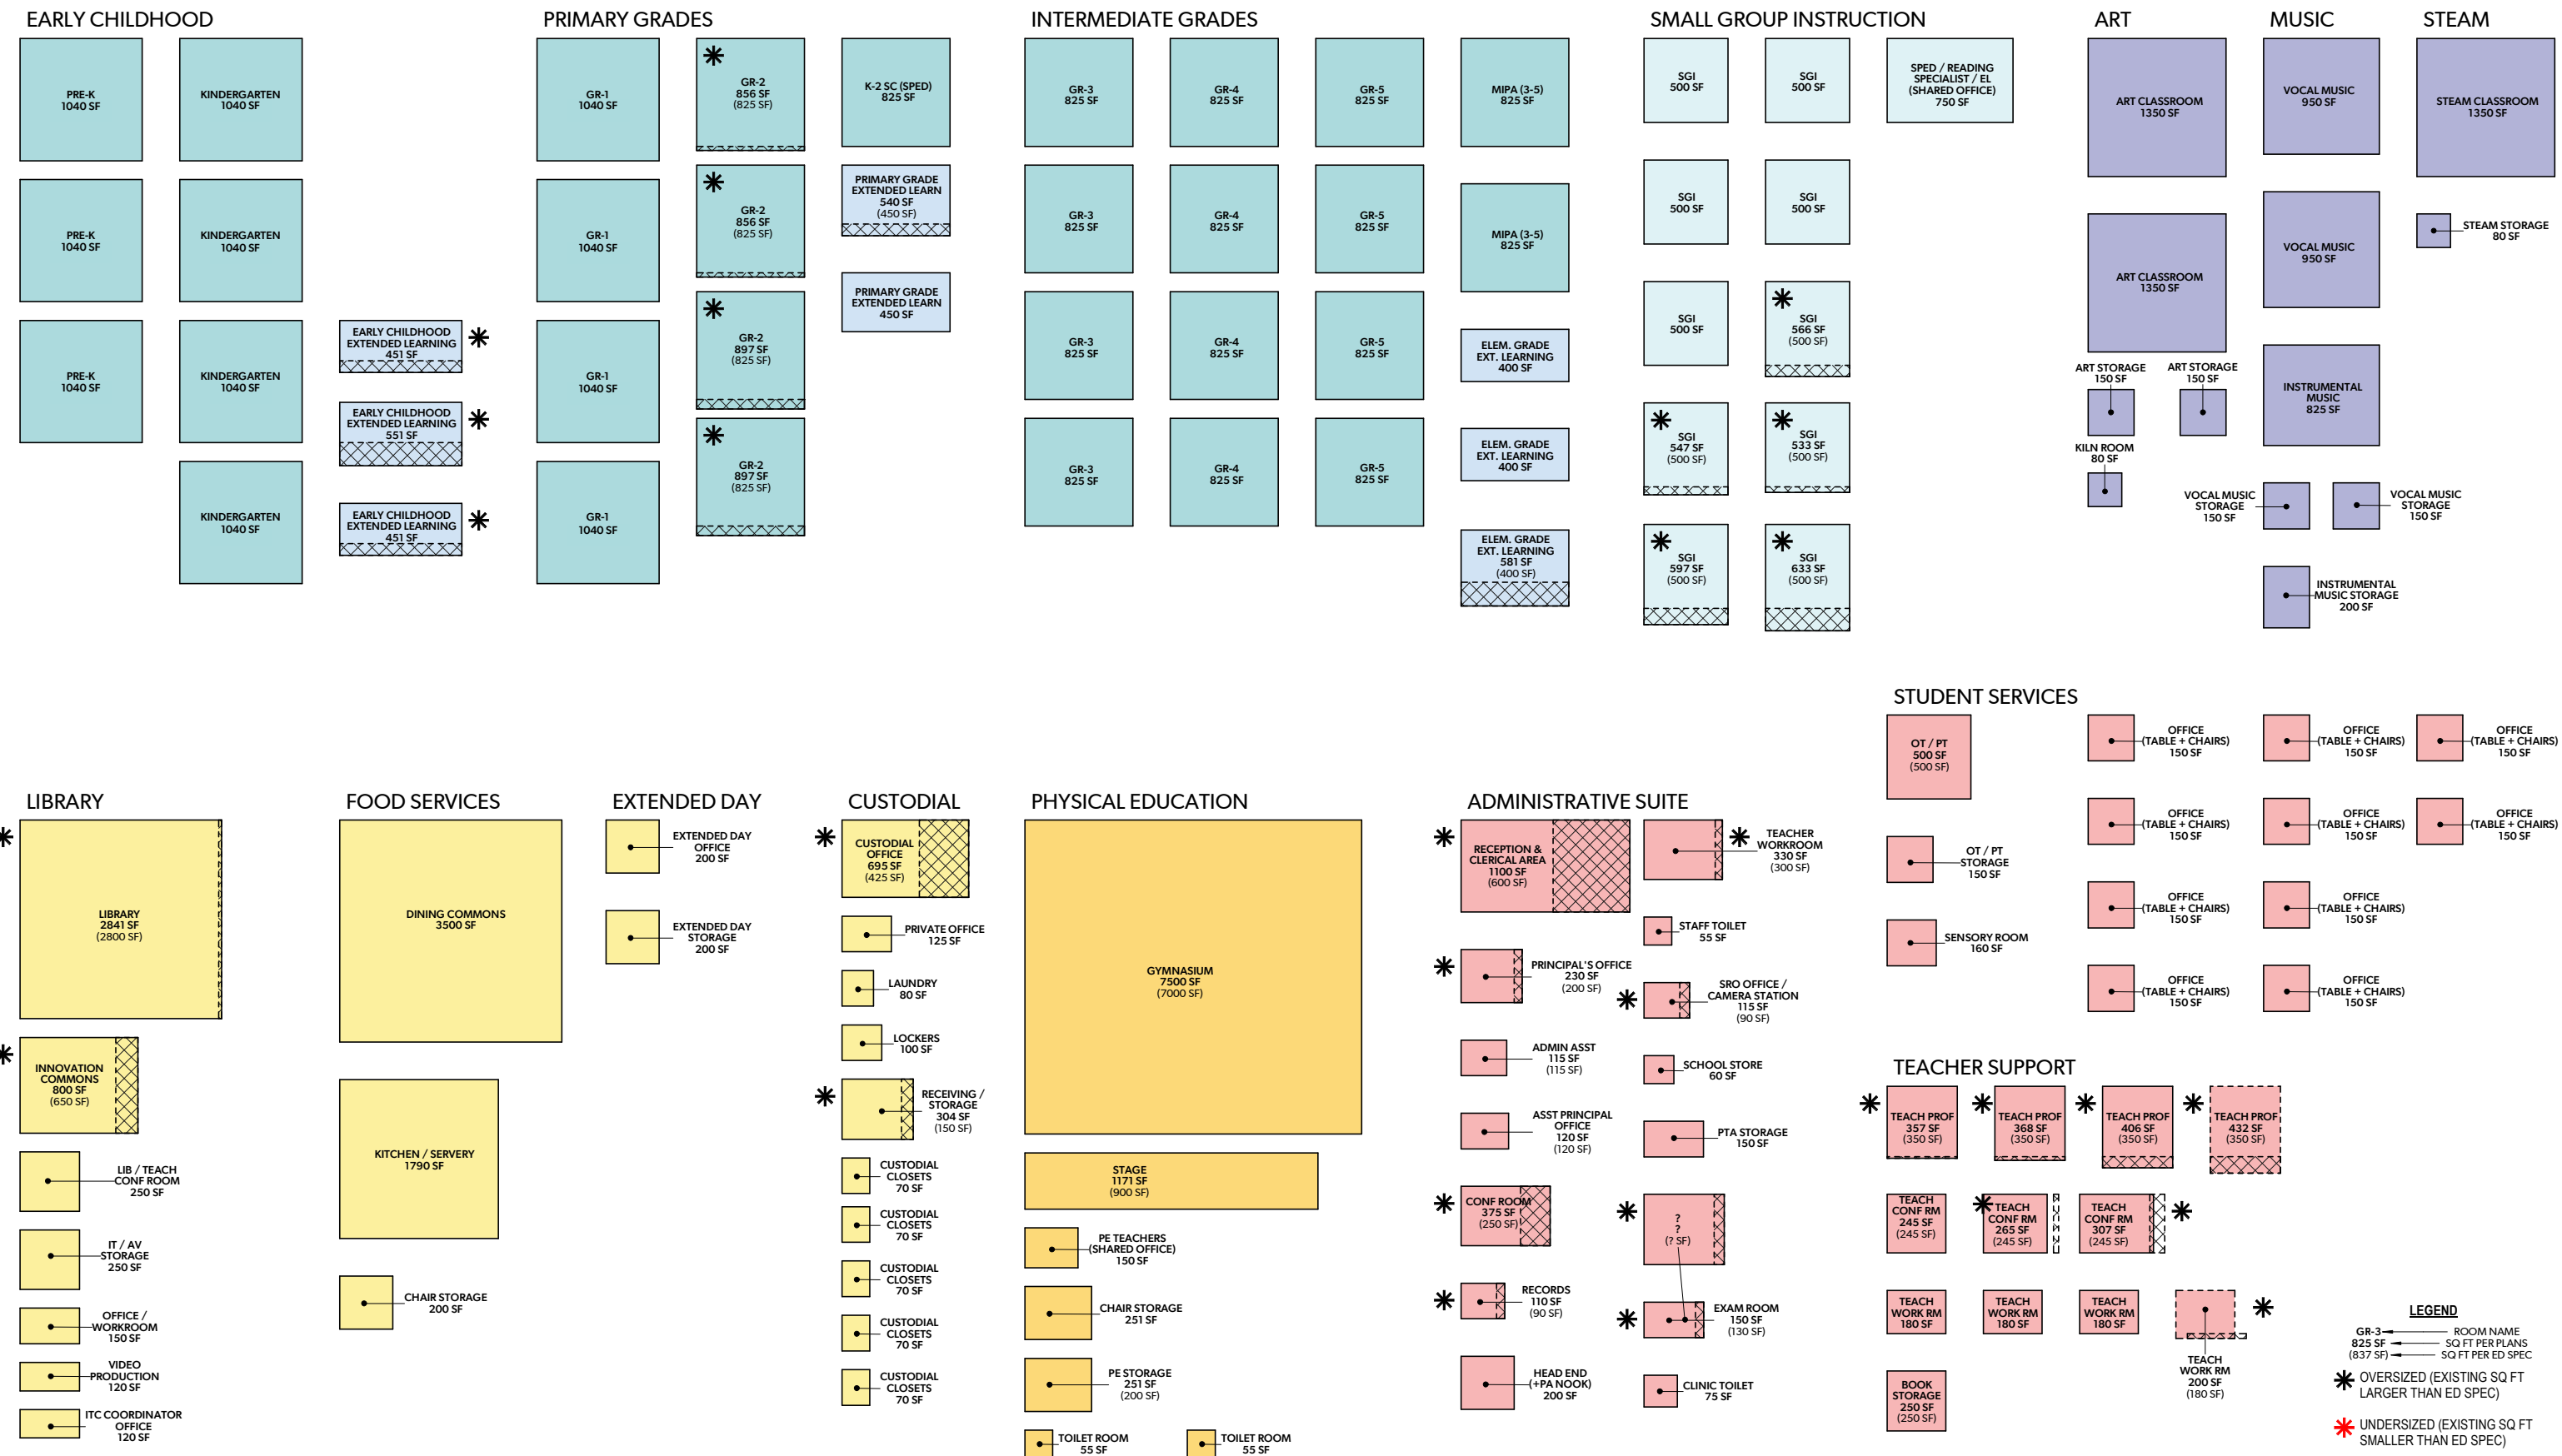 EARLY CHILDHOOD
PRE-K
1040 SF
PRE-K
1040 SF
PRE-K
1040 SF
KINDERGARTEN
1040 SF
KINDERGARTEN
1040 SF
KINDERGARTEN
1040 SF
KINDERGARTEN
1040 SF
EARLY CHILDHOOD
EXTENDED LEARNING
451 SF
EARLY CHILDHOOD
EXTENDED LEARNING
551 SF
EARLY CHILDHOOD
EXTENDED LEARNING
451 SF
PRIMARY GRADES
GR-1
1040 SF
GR-1
1040 SF
GR-1
1040 SF
GR-1
1040 SF
GR-2
856 SF
(825 SF)
GR-2
856 SF
(825 SF)
GR-2
897 SF
(825 SF)
GR-2
897 SF
(825 SF)
K-2 SC (SPED)
825 SF
PRIMARY GRADE
EXTENDED LEARN
540 SF
(450 SF)
PRIMARY GRADE
EXTENDED LEARN
450 SF
INTERMEDIATE GRADES
GR-3
825 SF
GR-3
825 SF
GR-3
825 SF
GR-3
825 SF
GR-4
825 SF
GR-4
825 SF
GR-4
825 SF
GR-4
825 SF
GR-5
825 SF
GR-5
825 SF
GR-5
825 SF
GR-5
825 SF
MIPA (3-5)
825 SF
MIPA (3-5)
825 SF
ELEM. GRADE
EXT. LEARNING
400 SF
ELEM. GRADE
EXT. LEARNING
400 SF
ELEM. GRADE
EXT. LEARNING
581 SF
(400 SF)
SMALL GROUP INSTRUCTION
SGI
500 SF
SGI
500 SF
SGI
500 SF
SGI
547 SF
(500 SF)
SGI
597 SF
(500 SF)
SGI
500 SF
SGI
500 SF
SGI
566 SF
(500 SF)
SGI
533 SF
(500 SF)
SGI
633 SF
(500 SF)
SPED / READING
SPECIALIST / EL
(SHARED OFFICE)
750 SF
ART
ART CLASSROOM
1350 SF
ART CLASSROOM
1350 SF
ART STORAGE
150 SF
ART STORAGE
150 SF
KILN ROOM
80 SF
MUSIC
VOCAL MUSIC
950 SF
VOCAL MUSIC
950 SF
INSTRUMENTAL
MUSIC
825 SF
VOCAL MUSIC
STORAGE
150 SF
VOCAL MUSIC
STORAGE
150 SF
INSTRUMENTAL
MUSIC STORAGE
200 SF
STEAM
STEAM CLASSROOM
1350 SF
STEAM STORAGE
80 SF
LIBRARY
LIBRARY
2841 SF
(2800 SF)
INNOVATION
COMMONS
800 SF
(650 SF)
LIB / TEACH
CONF ROOM
250 SF
IT / AV
STORAGE
250 SF
OFFICE /
WORKROOM
150 SF
VIDEO
PRODUCTION
120 SF
ITC COORDINATOR
OFFICE
120 SF
FOOD SERVICES
DINING COMMONS
3500 SF
KITCHEN / SERVERY
1790 SF
CHAIR STORAGE
200 SF
EXTENDED DAY
EXTENDED DAY
OFFICE
200 SF
EXTENDED DAY
STORAGE
200 SF
CUSTODIAL
CUSTODIAL
OFFICE
695 SF
(425 SF)
PRIVATE OFFICE
125 SF
LAUNDRY
80 SF
LOCKERS
100 SF
RECEIVING /
STORAGE
304 SF
(150 SF)
CUSTODIAL
CLOSETS
70 SF
CUSTODIAL
CLOSETS
70 SF
CUSTODIAL
CLOSETS
70 SF
CUSTODIAL
CLOSETS
70 SF
CUSTODIAL
CLOSETS
70 SF
PHYSICAL EDUCATION
GYMNASIUM
7500 SF
(7000 SF)
STAGE
1171 SF
(900 SF)
PE TEACHERS
(SHARED OFFICE)
150 SF
CHAIR STORAGE
251 SF
PE STORAGE
251 SF
(200 SF)
TOILET ROOM
55 SF
TOILET ROOM
55 SF
ADMINISTRATIVE SUITE
RECEPTION &
CLERICAL AREA
1100 SF
(600 SF)
PRINCIPAL'S OFFICE
230 SF
(200 SF)
ADMIN ASST
115 SF
(115 SF)
ASST PRINCIPAL
OFFICE
120 SF
(120 SF)
CONF ROOM
375 SF
(250 SF)
RECORDS
110 SF
(90 SF)
HEAD END
(+PA NOOK)
200 SF
TEACHER
WORKROOM
330 SF
(300 SF)
STAFF TOILET
55 SF
SRO OFFICE /
CAMERA STATION
115 SF
(90 SF)
SCHOOL STORE
60 SF
PTA STORAGE
150 SF
?
?
(? SF)
EXAM ROOM
150 SF
(130 SF)
CLINIC TOILET
75 SF
STUDENT SERVICES
OT / PT
500 SF
(500 SF)
OT / PT
STORAGE
150 SF
SENSORY ROOM
160 SF
OFFICE
(TABLE + CHAIRS)
150 SF
OFFICE
(TABLE + CHAIRS)
150 SF
OFFICE
(TABLE + CHAIRS)
150 SF
OFFICE
(TABLE + CHAIRS)
150 SF
OFFICE
(TABLE + CHAIRS)
150 SF
OFFICE
(TABLE + CHAIRS)
150 SF
OFFICE
(TABLE + CHAIRS)
150 SF
OFFICE
(TABLE + CHAIRS)
150 SF
OFFICE
(TABLE + CHAIRS)
150 SF
OFFICE
(TABLE + CHAIRS)
150 SF
TEACHER SUPPORT
TEACH PROF
357 SF
(350 SF)
TEACH PROF
368 SF
(350 SF)
TEACH PROF
406 SF
(350 SF)
TEACH PROF
432 SF
(350 SF)
TEACH
CONF RM
245 SF
(245 SF)
TEACH
CONF RM
265 SF
(245 SF)
TEACH
CONF RM
307 SF
(245 SF)
TEACH
WORK RM
180 SF
TEACH
WORK RM
180 SF
TEACH
WORK RM
180 SF
TEACH
WORK RM
200 SF
(180 SF)
BOOK
STORAGE
250 SF
(250 SF)
LEGEND
GR-3 ROOM NAME
825 SF SQ FT PER PLANS
(837 SF) SQ FT PER ED SPEC
OVERSIZED (EXISTING SQ FT
LARGER THAN ED SPEC)
UNDERSIZED (EXISTING SQ FT
SMALLER THAN ED SPEC)